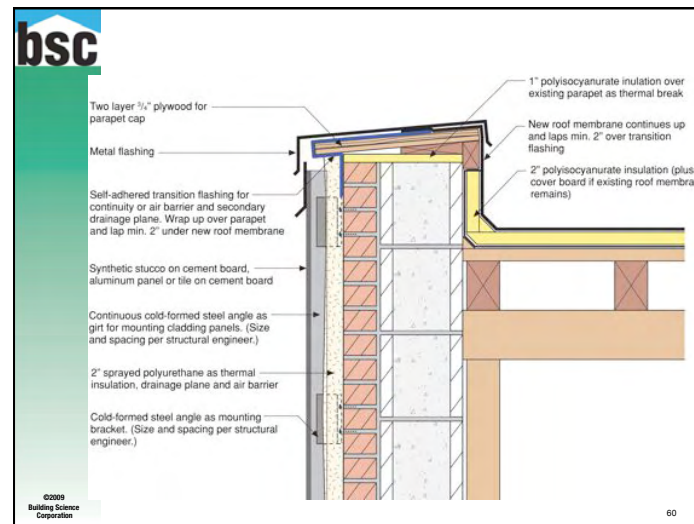 bsc
Two layer 3/4" plywood for
parapet cap
Metal flashing
Self-adhered transition flashing for
continuity or air barrier and secondary
drainage plane. Wrap up over parapet
and lap min. 2" under new roof membrane
Synthetic stucco on cement board,
aluminum panel or tile on cement board
Continuous cold-formed steel angle as
girt for mounting cladding panels. (Size
and spacing per structural engineer.)
2" sprayed polyurethane as thermal
insulation, drainage plane and air barrier
Cold-formed steel angle as mounting
bracket. (Size and spacing per structural
engineer.)
1" polyisocyanurate inulation over
existing parapet as thermal break
New roof membrane continues up
and laps min. 2" over transition
flashing
2" polyisocyanurate insulation (plus
cover board if existing roof membra
remains)
©2009
Building Science
Corporation
60